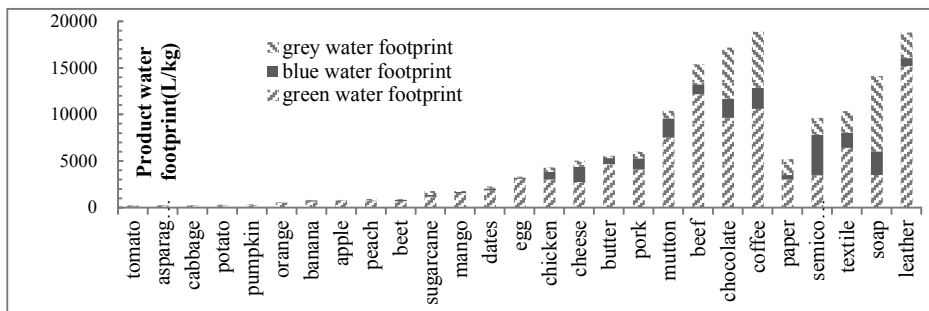 20000
15000
10000
5000
0
Product water
footprint(L/kg)
grey water footprint
blue water footprint
green water footprint
tomato
asparag…
cabbage
potato
pumpkin
orange
banana
apple
peach
beet
sugarcane
mango
dates
egg
chicken
cheese
butter
pork
mutton
beef
chocolate
coffee
paper
semico…
textile
soap
leather